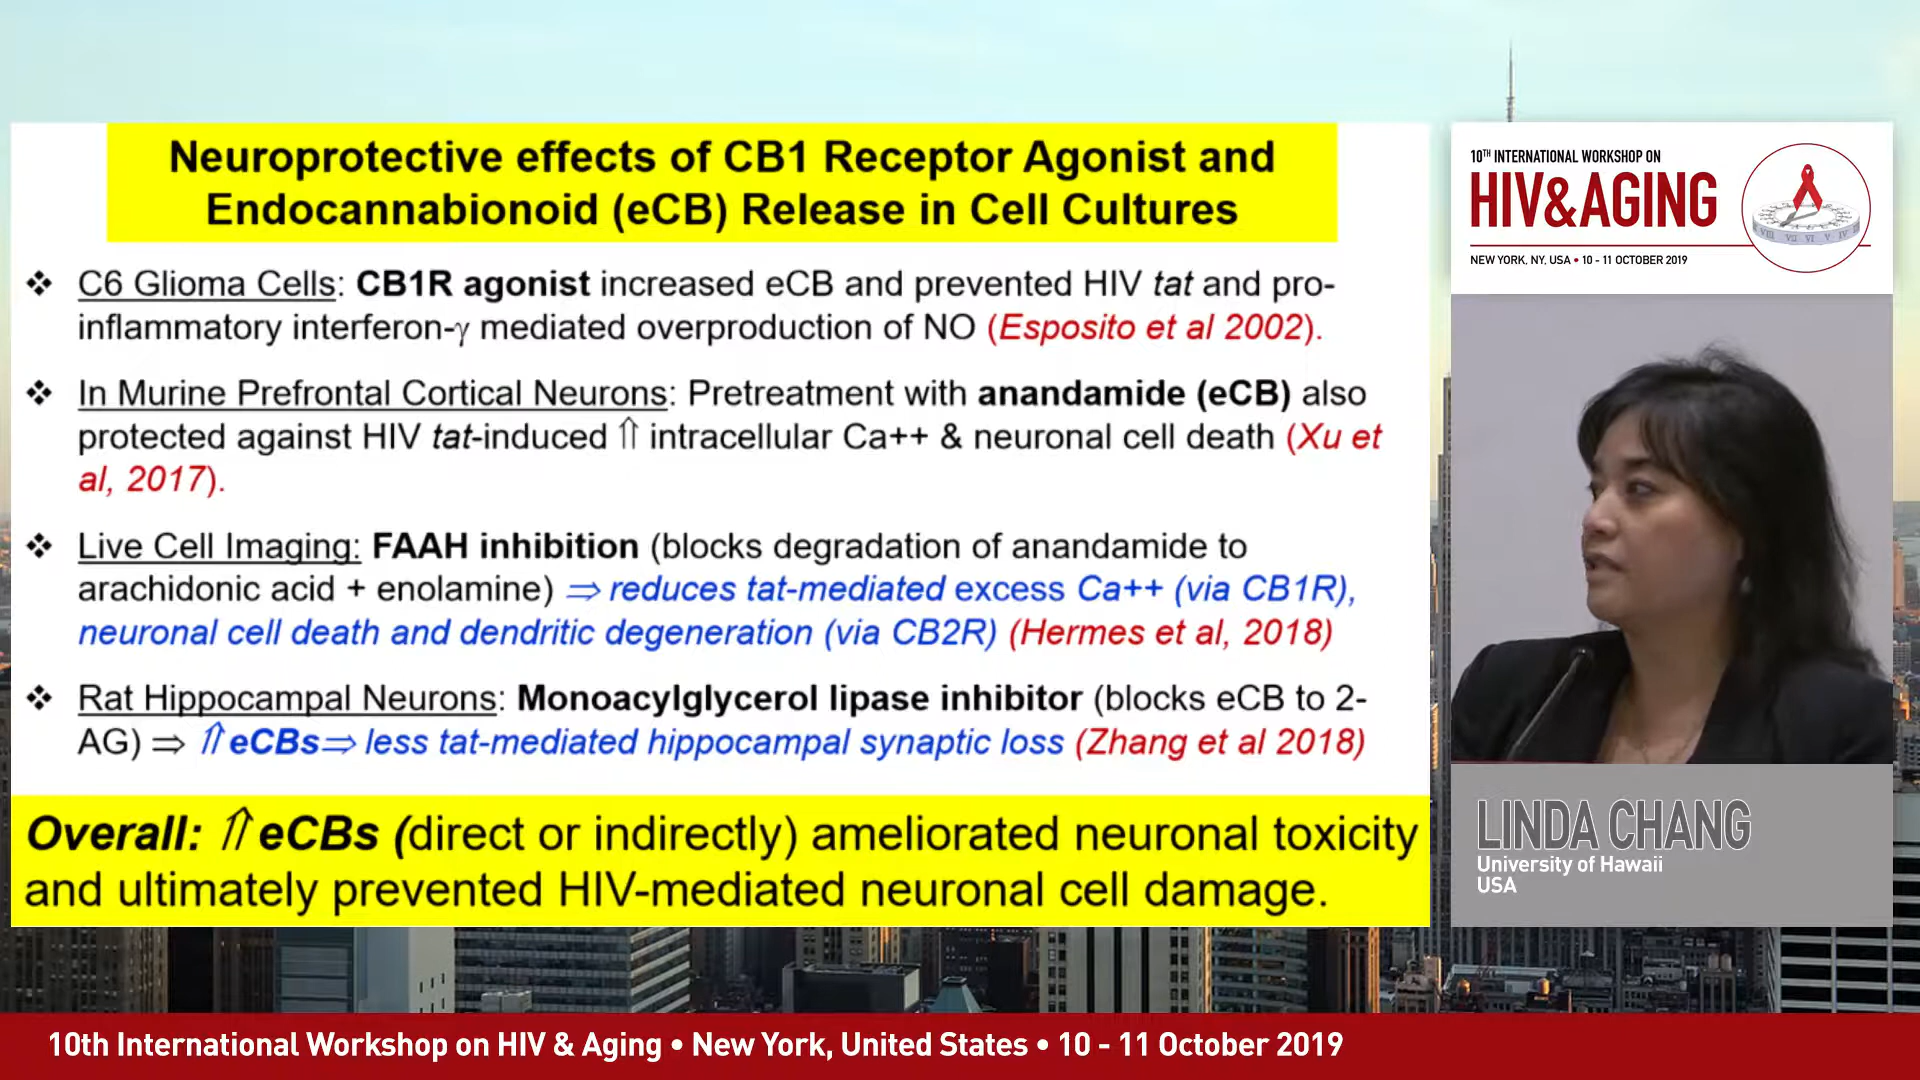 Neuroprotective effects of CB1 Receptor Agonist and
Endocannabionoid (eCB) Release in Cell Cultures
❖ C6 Glioma Cells: CB1R agonist increased eCB and prevented HIV tat and pro-
inflammatory interferon-γ mediated overproduction of NO (Esposito et al 2002).
❖ In Murine Prefrontal Cortical Neurons: Pretreatment with anandamide (eCB) also
protected against HIV tat-induced ⇑ intracellular Ca++ & neuronal cell death (Xu et
al, 2017).
❖ Live Cell Imaging: FAAH inhibition (blocks degradation of anandamide to
arachidonic acid + enolamine) ⇒ reduces tat-mediated excess Ca++ (via CB1R),
neuronal cell death and dendritic degeneration (via CB2R) (Hermes et al, 2018)
❖ Rat Hippocampal Neurons: Monoacylglycerol lipase inhibitor (blocks eCB to 2-
AG) ⇒ ⇑ eCBs⇒ less tat-mediated hippocampal synaptic loss (Zhang et al 2018)
Overall: ⇑ eCBs (direct or indirectly) ameliorated neuronal toxicity
and ultimately prevented HIV-mediated neuronal cell damage.
10TH INTERNATIONAL WORKSHOP ON
HIV&AGING
NEW YORK, NY, USA • 10 - 11 OCTOBER 2019
VIII VII VI V IV
LINDA CHANG
University of Hawaii
USA
10th International Workshop on HIV & Aging • New York, United States • 10 - 11 October 2019